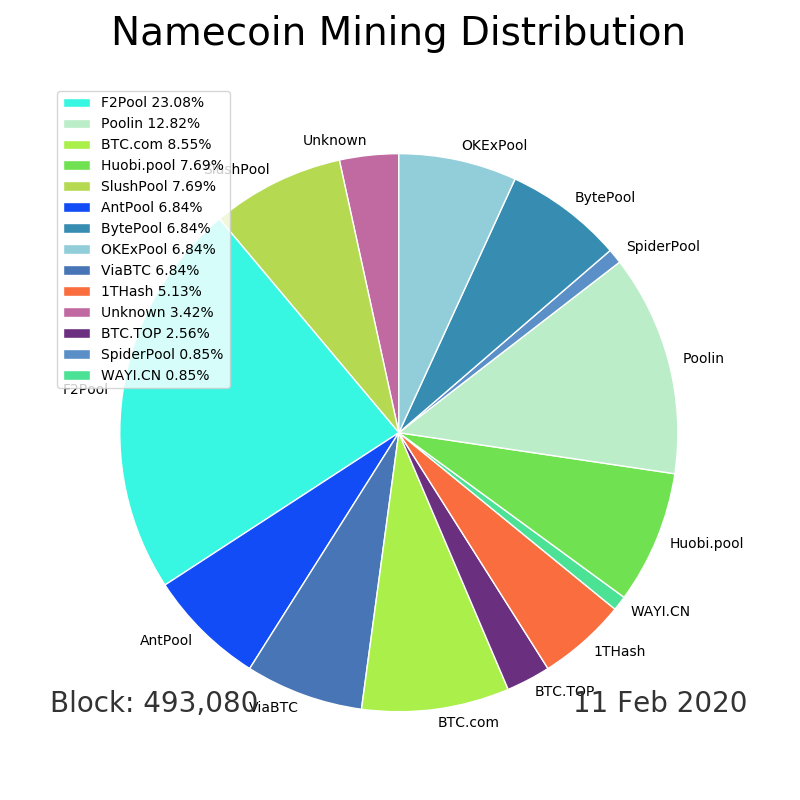 Namecoin Mining Distribution
F2Pool 23.08%
Poolin 12.82%
BTC.com 8.55%
Huobi.pool 7.69%
SlushPool 7.69%
AntPool 6.84%
BytePool 6.84%
OKExPool 6.84%
ViaBTC 6.84%
1THash 5.13%
Unknown 3.42%
BTC.TOP 2.56%
SpiderPool 0.85%
WAYI.CN 0.85%
Unknown
OKExPool
SlushPool
BytePool
SpiderPool
Poolin
F2Pool
Huobi.pool
WAYI.CN
AntPool
1THash
BTC.TOP
ViaBTC
BTC.com
Block: 493,080
11 Feb 2020